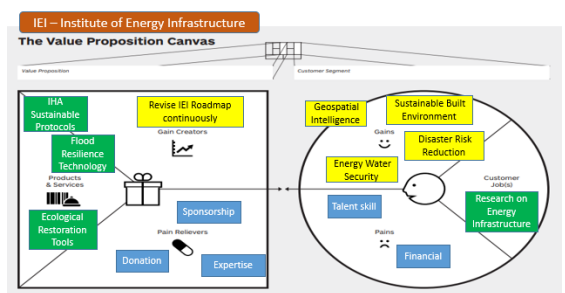 IEI – Institute of Energy Infrastructure
The Value Proposition Canvas
Value Proposition
Customer Segment
IHA
Sustainable
Protocols
Revise IEI Roadmap
continuously
Gain Creators
Flood
Resilience
Technology
Products
& Services
Ecological
Restoration
Tools
Sponsorship
Pain Relievers
Donation
Expertise
Geospatial
Intelligence
Sustainable Built
Environment
Gains
Disaster Risk
Reduction
Energy Water
Security
Customer
Job(s)
Talent skill
Research on
Energy
Infrastructure
Pains
Financial